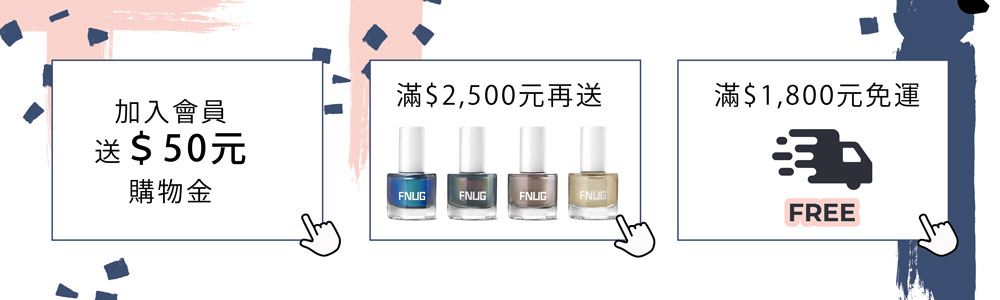 加入會員
送$50元
購物金
滿$2,500元再送
FNUG FNUG FNUG FNUG
滿$1,800元免運
FREE